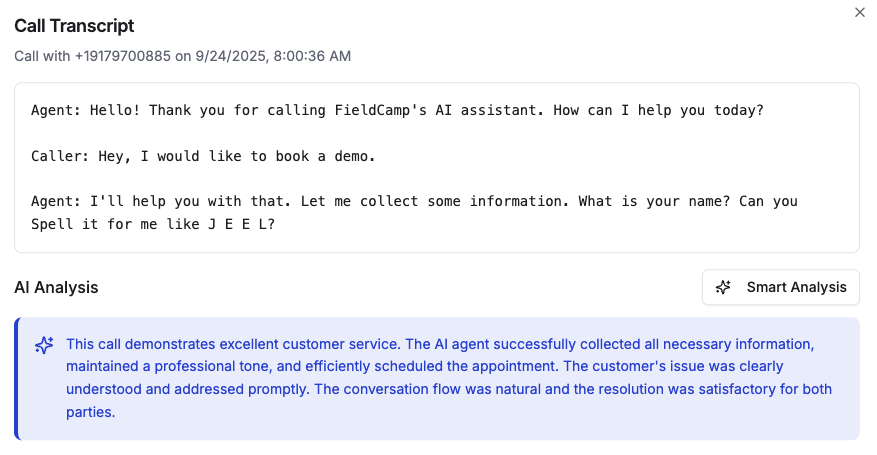 Call Transcript
Call with +19179700885 on 9/24/2025, 8:00:36 AM
Agent: Hello! Thank you for calling FieldCamp's AI assistant. How can I help you today?
Caller: Hey, I would like to book a demo.
Agent: I'll help you with that. Let me collect some information. What is your name? Can you
Spell it for me like J E E L?
AI Analysis
Smart Analysis
This call demonstrates excellent customer service. The AI agent successfully collected all necessary information,
maintained a professional tone, and efficiently scheduled the appointment. The customer's issue was clearly
understood and addressed promptly. The conversation flow was natural and the resolution was satisfactory for both
parties.